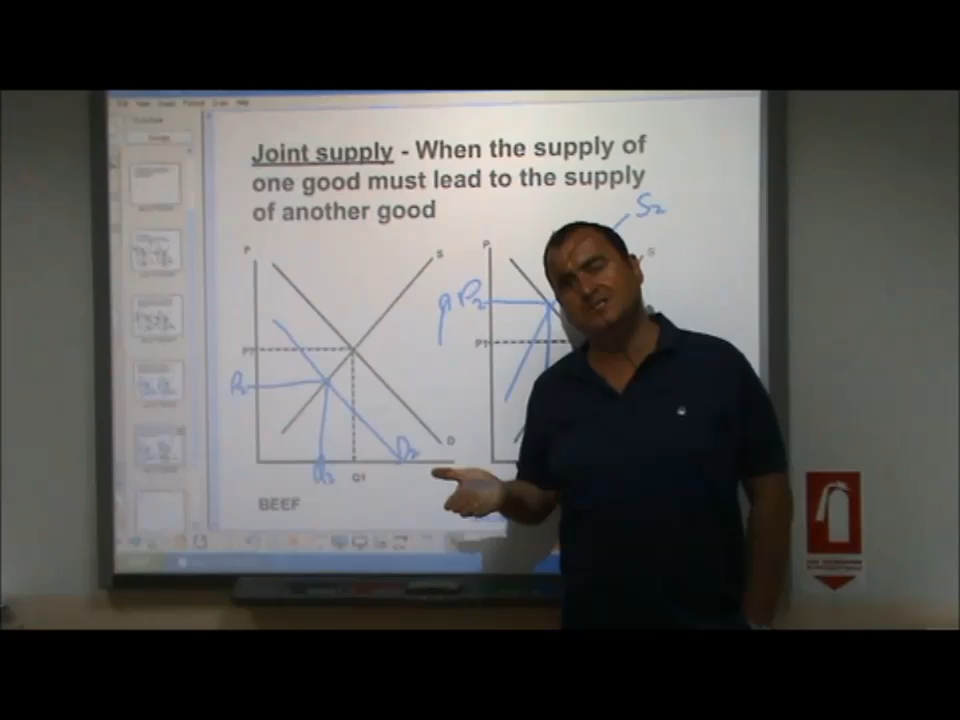 Joint supply - When the supply of
one good must lead to the supply
of another good
S2
P
S
P
S
P2
P1
P1
P2
D
D2
Q2
Q1
BEEF